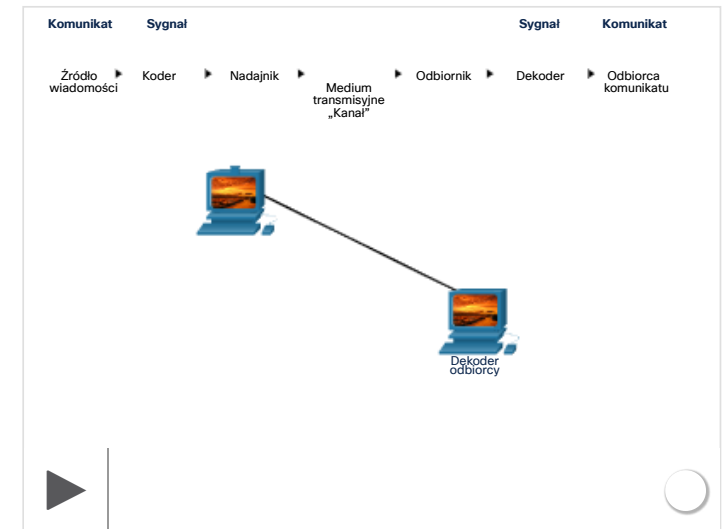 Komunikat Sygnał Sygnał Komunikat
Źródło wiadomości
Koder
Nadajnik
Medium
transmisyjne
„Kanał”
Odbiornik
Dekoder
Odbiorca
komunikatu
Dekoder
odbiorcy